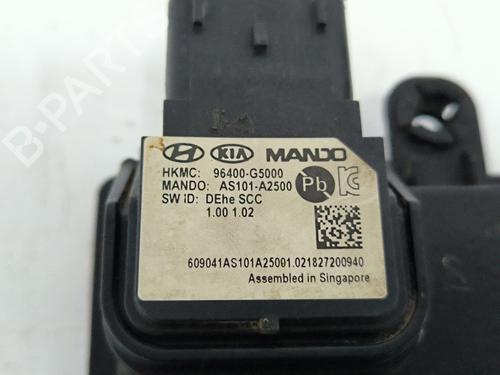 B-PARTS
HYUNDAI KIA MANDO
HKMC: 96400-G5000
MANDO: AS101-A2500
SW iD: DEhe SCC
1.00 1.02
Pb
609041AS101A25001.021827200940
Assembled in Singapore